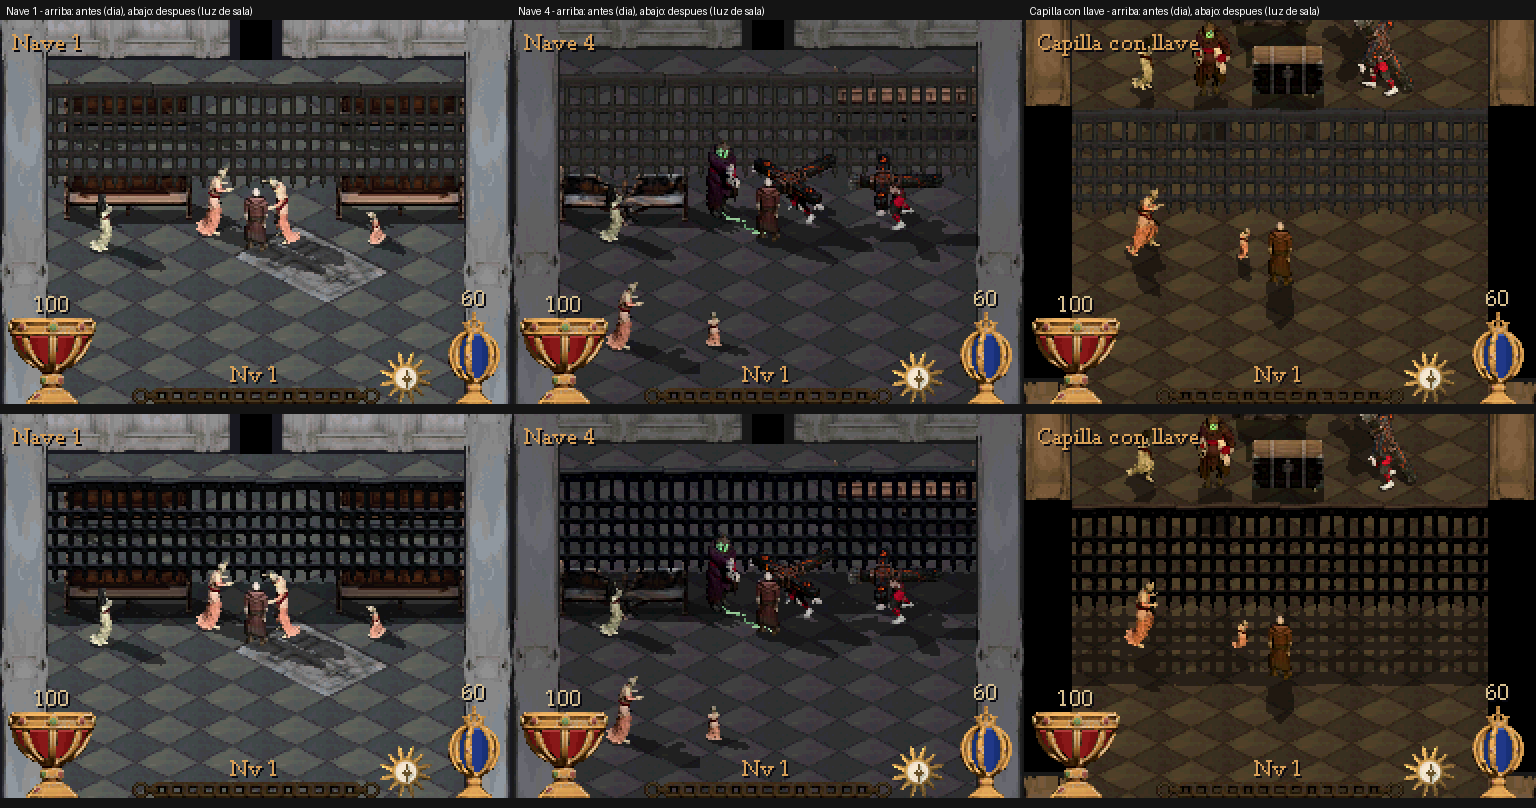 Nave 1 - arriba: antes (dia), abajo: despues (luz de sala)
Nave 4 - arriba: antes (dia), abajo: despues (luz de sala)
Capilla con llave - arriba: antes (dia), abajo: despues (luz de sala)
Nave 1
100
Nv 1
60
Nave 4
100
Nv 1
60
Capilla con llave
100
Nv 1
60
Nave 1
100
Nv 1
60
Nave 4
100
Nv 1
60
Capilla con llave
100
Nv 1
60